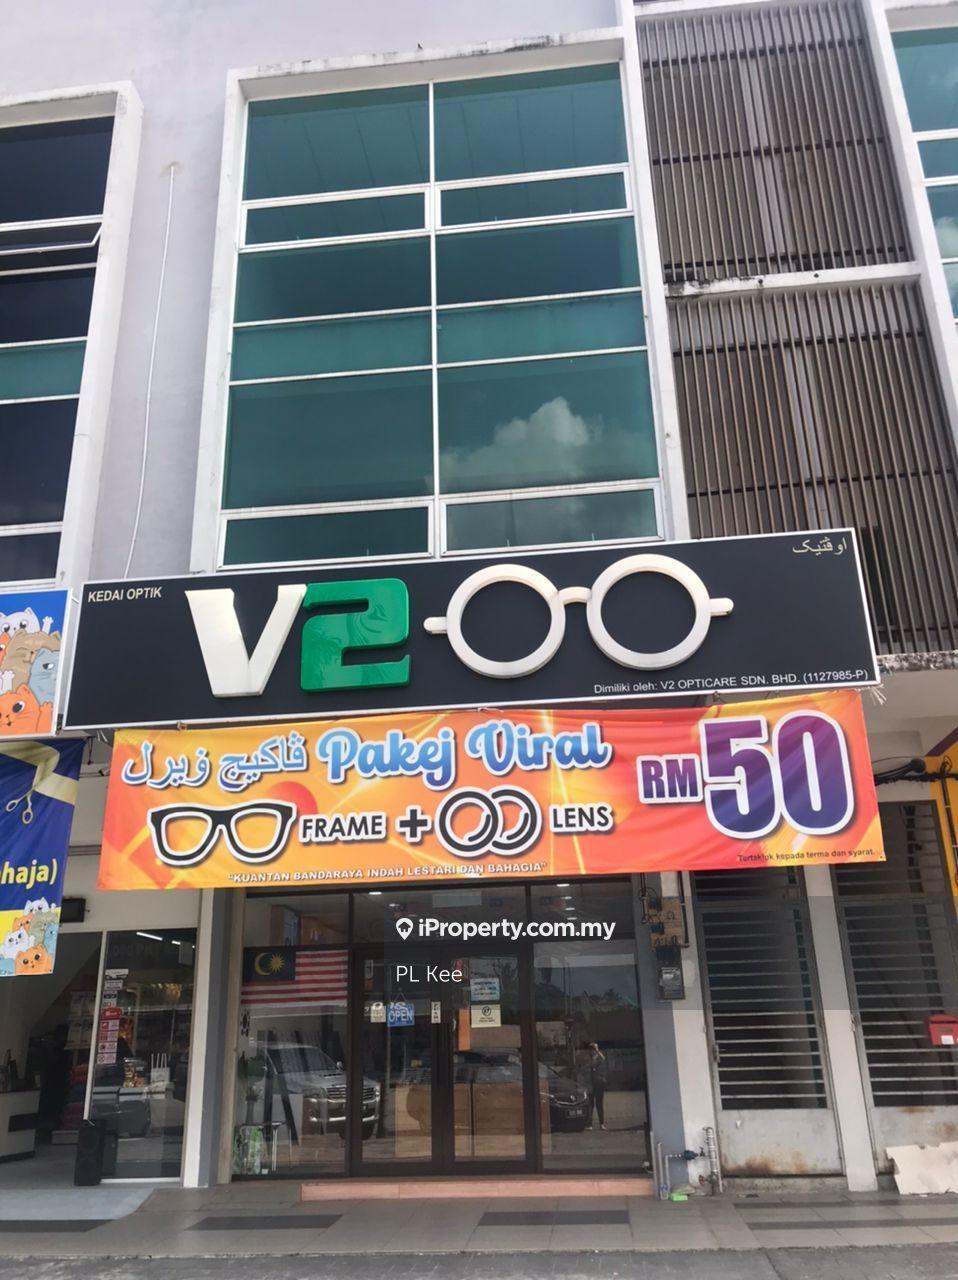 KEDAI OPTIK
اوڤتيک
V2
Dimiliki oleh: V2 OPTICARE SDN. BHD. (1127985-P)
ڤاکيج ۏيرل Pakej Viral
RM50
FRAME + LENS
Tertakluk kepada terma dan syarat.
"KUANTAN BANDARAYA INDAH LESTARI DAN BAHAGIA"
haja)
iProperty.com.my
PL Kee
OPEN